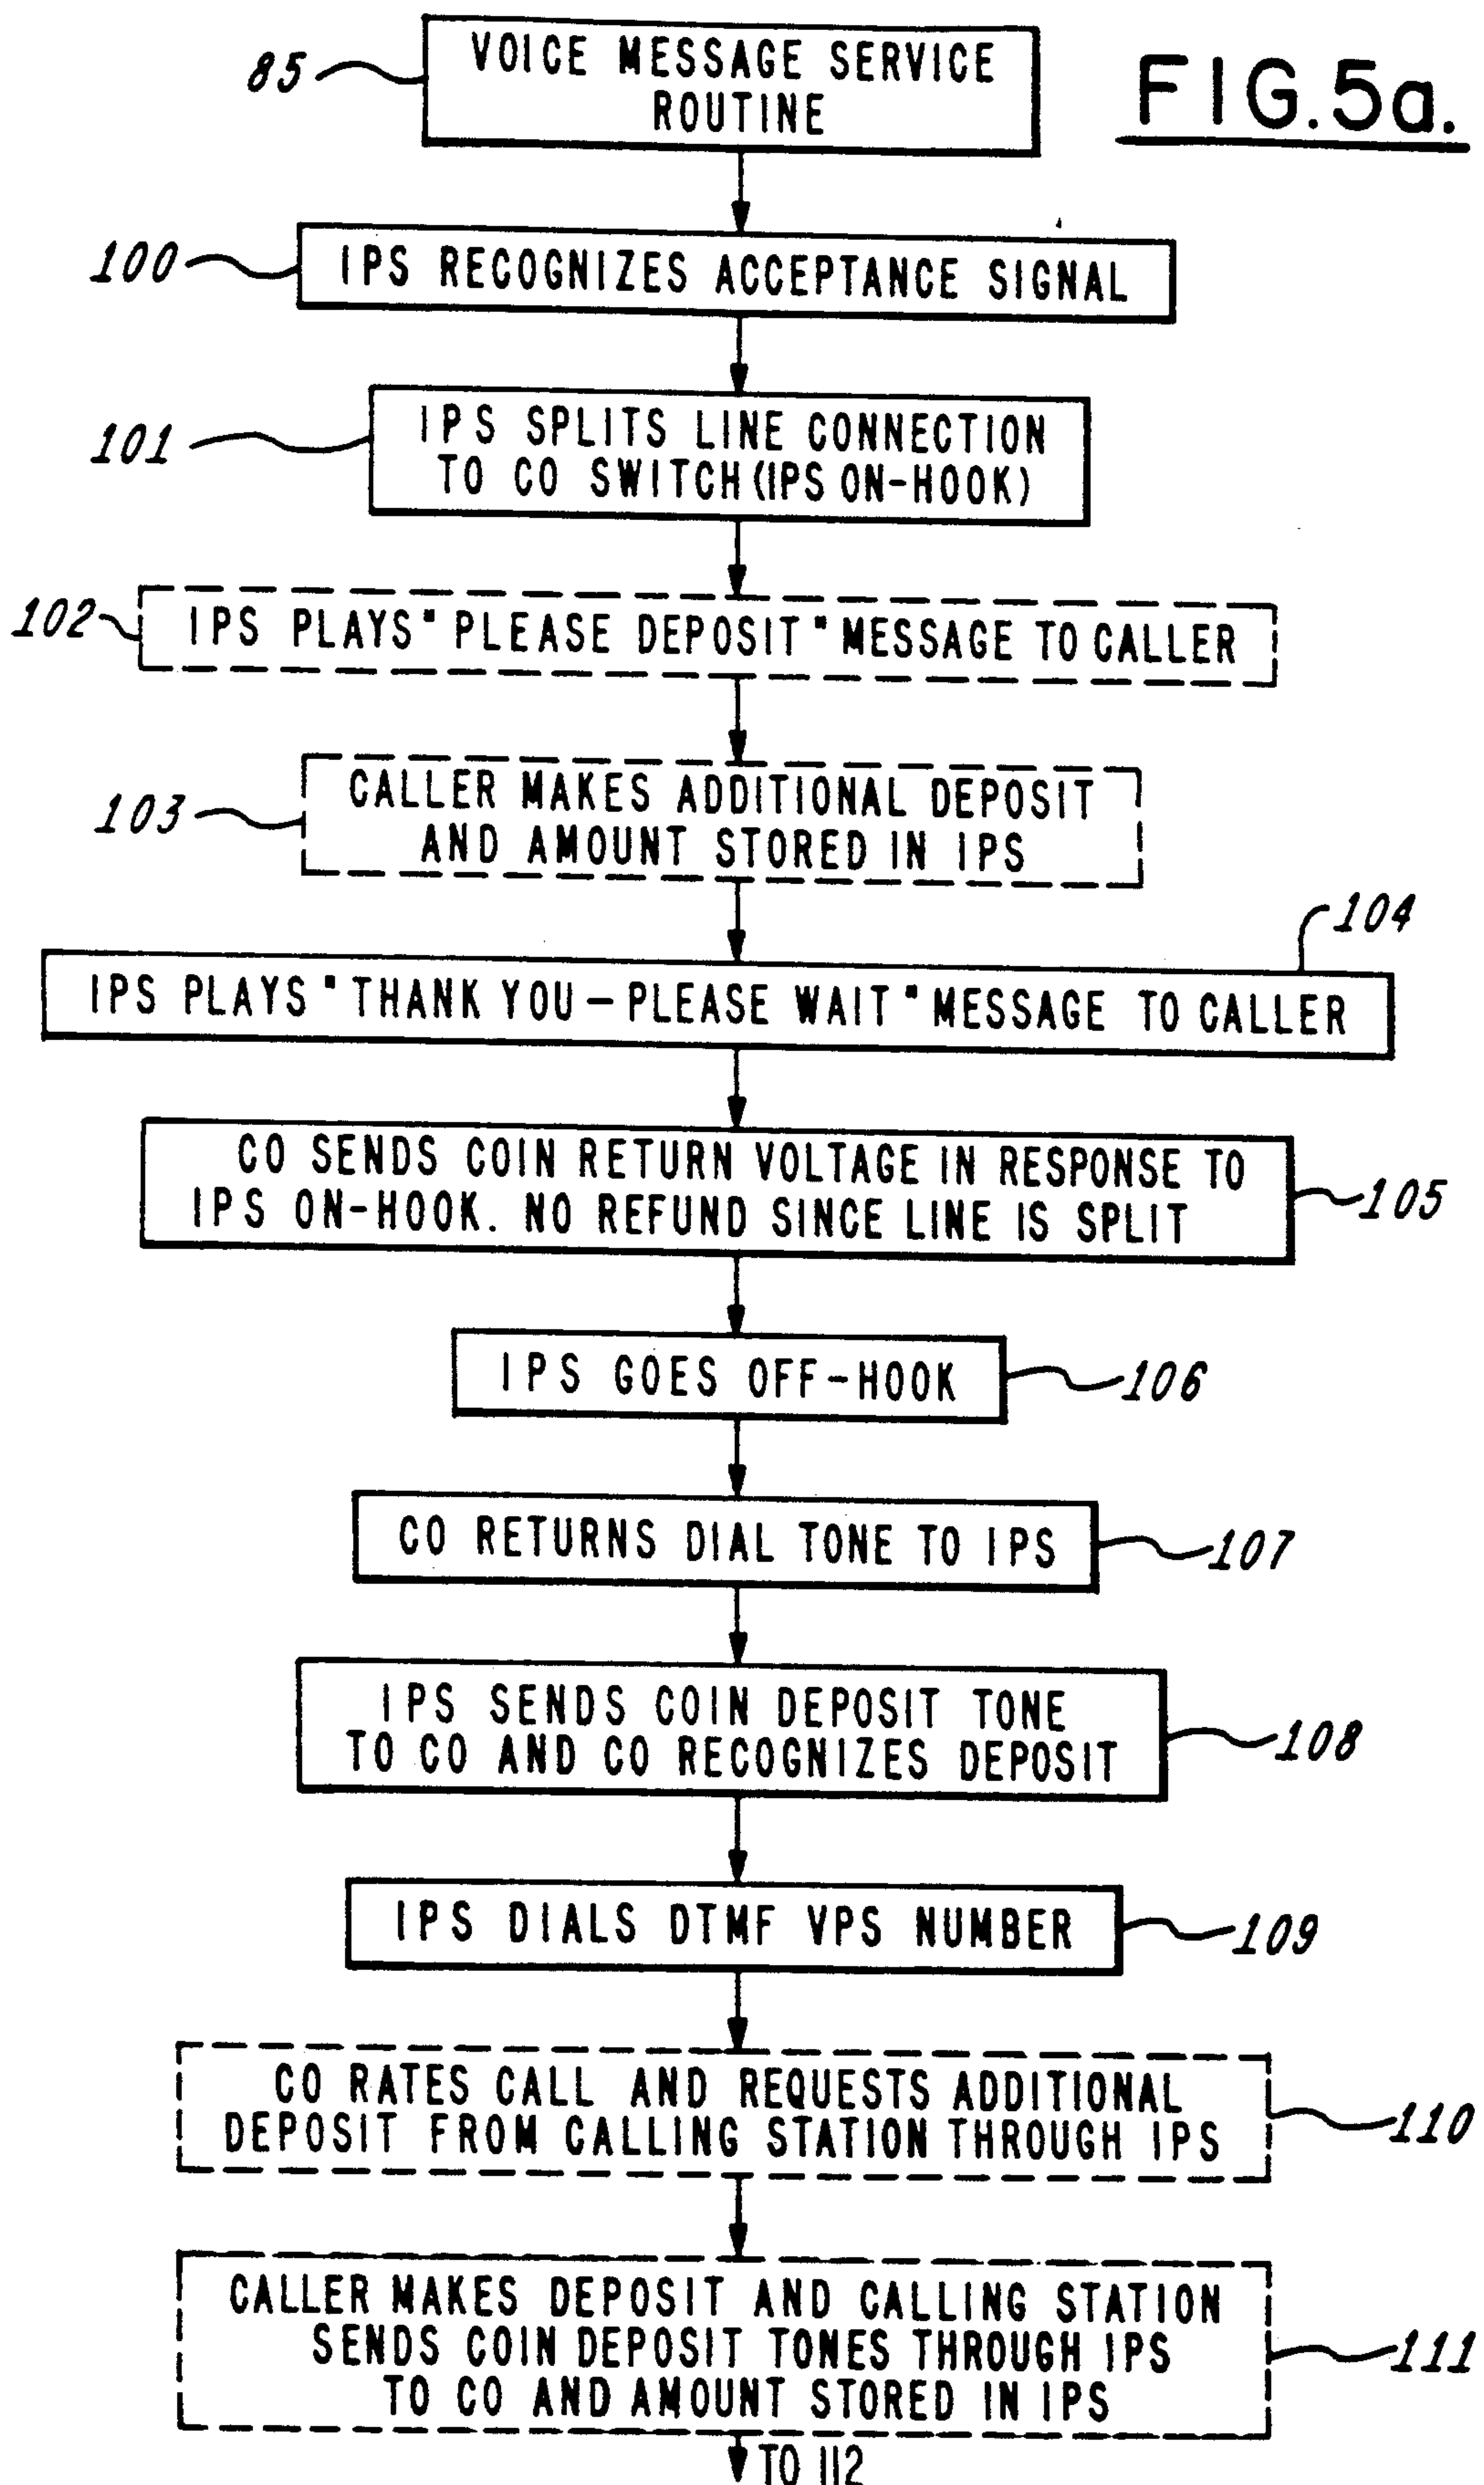 FIG.5a.
85
VOICE MESSAGE SERVICE
ROUTINE
100
IPS RECOGNIZES ACCEPTANCE SIGNAL
101
IPS SPLITS LINE CONNECTION
TO CO SWITCH (IPS ON-HOOK)
102
IPS PLAYS "PLEASE DEPOSIT" MESSAGE TO CALLER
103
CALLER MAKES ADDITIONAL DEPOSIT
AND AMOUNT STORED IN IPS
104
IPS PLAYS "THANK YOU – PLEASE WAIT" MESSAGE TO CALLER
CO SENDS COIN RETURN VOLTAGE IN RESPONSE TO
IPS ON-HOOK. NO REFUND SINCE LINE IS SPLIT
105
IPS GOES OFF-HOOK
106
CO RETURNS DIAL TONE TO IPS
107
IPS SENDS COIN DEPOSIT TONE
TO CO AND CO RECOGNIZES DEPOSIT
108
IPS DIALS DTMF VPS NUMBER
109
CO RATES CALL AND REQUESTS ADDITIONAL
DEPOSIT FROM CALLING STATION THROUGH IPS
110
CALLER MAKES DEPOSIT AND CALLING STATION
SENDS COIN DEPOSIT TONES THROUGH IPS
TO CO AND AMOUNT STORED IN IPS
111
TO 112